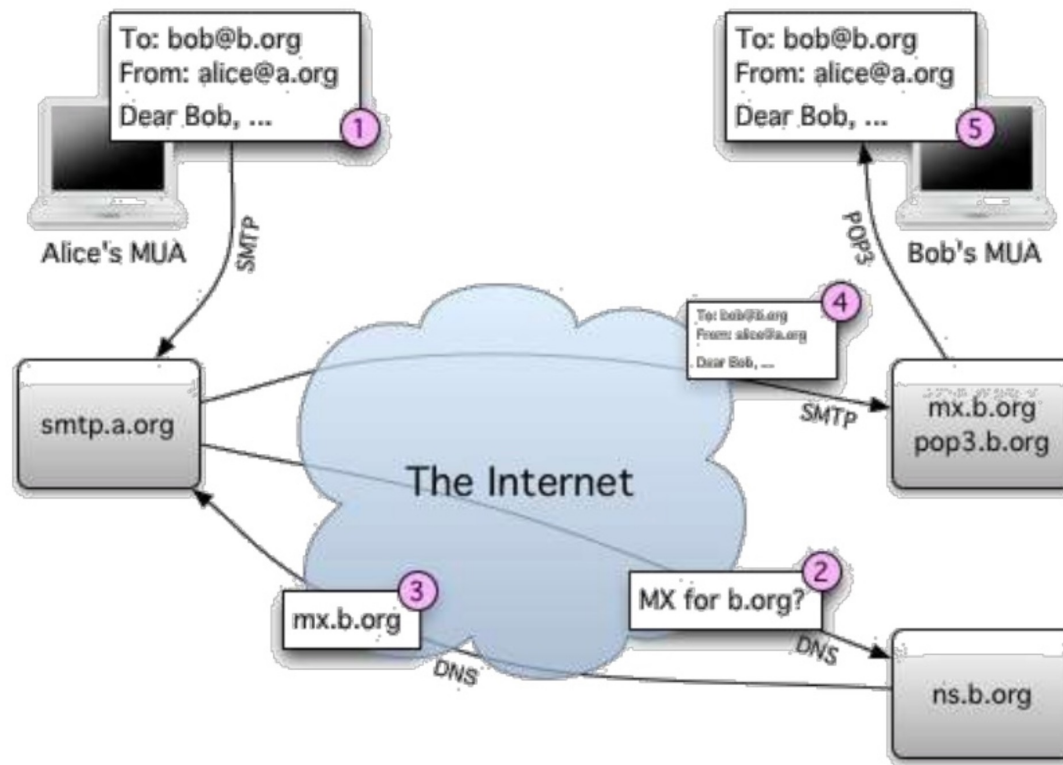 To: bob@b.org
From: alice@a.org
Dear Bob, ...
1
Alice's MUA
SMTP
To: bob@b.org
From: alice@a.org
Dear Bob, ...
5
Bob's MUA
POP3
To: bob@b.org
From: alice@a.org
Dear Bob, ...
4
SMTP
smtp.a.org
mx.b.org
pop3.b.org
The Internet
mx.b.org
3
DNS
MX for b.org?
2
DNS
ns.b.org